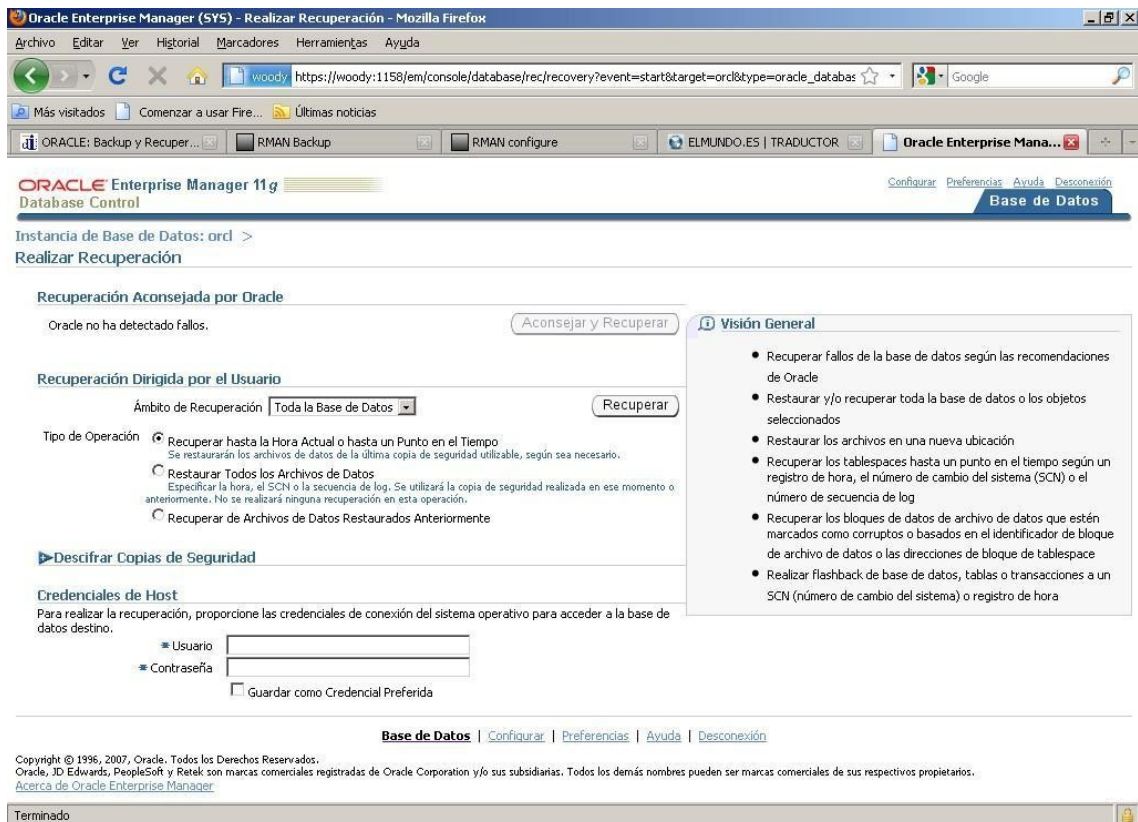 Oracle Enterprise Manager (SYS) - Realizar Recuperación - Mozilla Firefox
Archivo Editar Ver Historial Marcadores Herramientas Ayuda
woody https://woody:1158/em/console/database/rec/recovery?event=start&target=orcl&type=oracle_databas
Google
Más visitados Comenzar a usar Fire... Últimas noticias
ORACLE: Backup y Recuper... RMAN Backup RMAN configure ELMUNDO.ES | TRADUCTOR Oracle Enterprise Mana...
ORACLE Enterprise Manager 11g
Database Control
Configurar Preferencias Ayuda Desconexión
Base de Datos
Instancia de Base de Datos: orcl >
Realizar Recuperación
Recuperación Aconsejada por Oracle
Oracle no ha detectado fallos.
Aconsejar y Recuperar
Recuperación Dirigida por el Usuario
Ámbito de Recuperación Toda la Base de Datos
Recuperar
Tipo de Operación Recuperar hasta la Hora Actual o hasta un Punto en el Tiempo
Se restaurarán los archivos de datos de la última copia de seguridad utilizable, según sea necesario.
Restaurar Todos los Archivos de Datos
Especificar la hora, el SCN o la secuencia de log. Se utilizará la copia de seguridad realizada en ese momento o
anteriormente. No se realizará ninguna recuperación en esta operación.
Recuperar de Archivos de Datos Restaurados Anteriormente
Descifrar Copias de Seguridad
Credenciales de Host
Para realizar la recuperación, proporcione las credenciales de conexión del sistema operativo para acceder a la base de
datos destino.
* Usuario
* Contraseña
Guardar como Credencial Preferida
Visión General
• Recuperar fallos de la base de datos según las recomendaciones
de Oracle
• Restaurar y/o recuperar toda la base de datos o los objetos
seleccionados
• Restaurar los archivos en una nueva ubicación
• Recuperar los tablespaces hasta un punto en el tiempo según un
registro de hora, el número de cambio del sistema (SCN) o el
número de secuencia de log
• Recuperar los bloques de datos de archivo de datos que estén
marcados como corruptos o basados en el identificador de bloque
de archivo de datos o las direcciones de bloque de tablespace
• Realizar flashback de base de datos, tablas o transacciones a un
SCN (número de cambio del sistema) o registro de hora
Base de Datos | Configurar | Preferencias | Ayuda | Desconexión
Copyright © 1996, 2007, Oracle. Todos los Derechos Reservados.
Oracle, JD Edwards, PeopleSoft y Retek son marcas comerciales registradas de Oracle Corporation y/o sus subsidiarias. Todos los demás nombres pueden ser marcas comerciales de sus respectivos propietarios.
Acerca de Oracle Enterprise Manager
Terminado